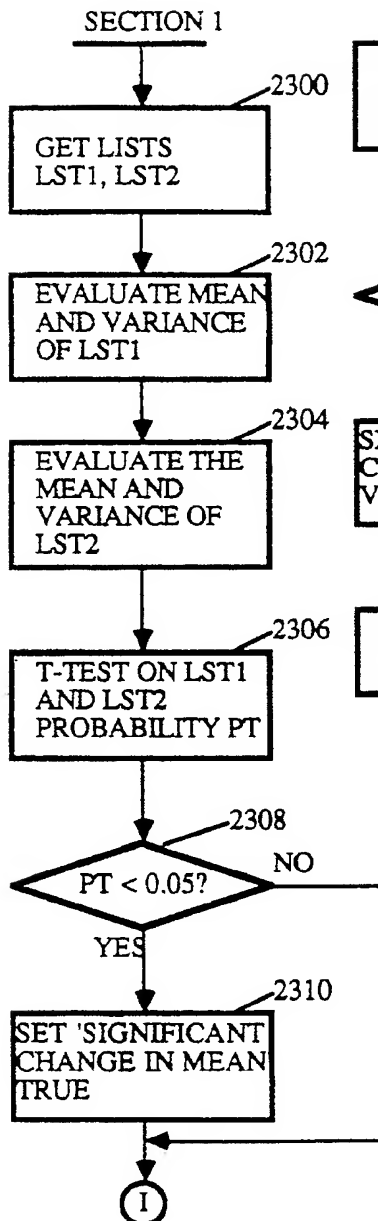 SECTION 1
2300
GET LISTS
LST1, LST2
2302
EVALUATE MEAN
AND VARIANCE
OF LST1
2304
EVALUATE THE
MEAN AND
VARIANCE OF
LST2
2306
T-TEST ON LST1
AND LST2
PROBABILITY PT
2308
PT < 0.05?
NO
YES
2310
SET 'SIGNIFICANT
CHANGE IN MEAN
TRUE
I
C
V